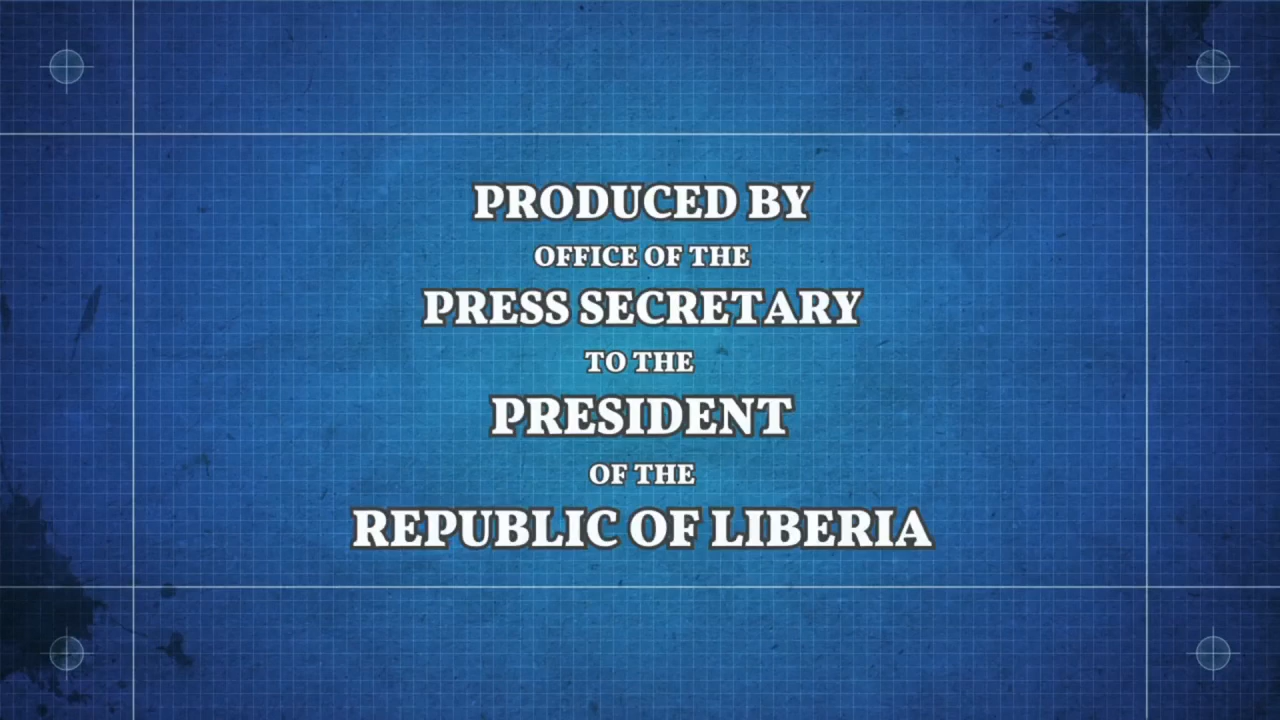 PRODUCED BY
OFFICE OF THE
PRESS SECRETARY
TO THE
PRESIDENT
OF THE
REPUBLIC OF LIBERIA